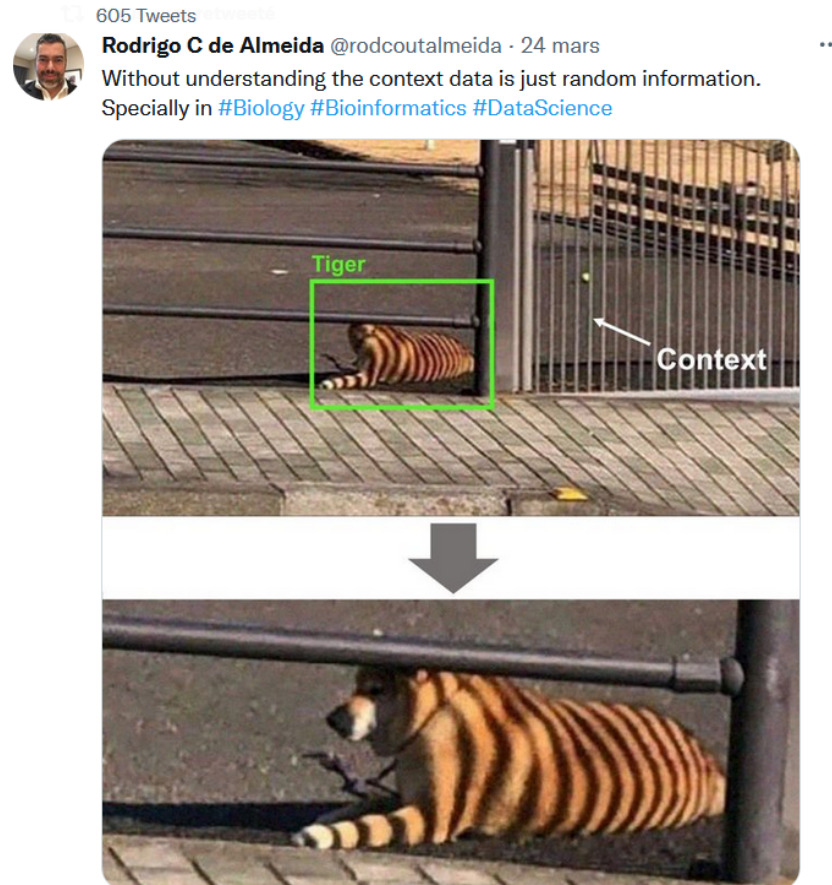 605 Tweets
Rodrigo C de Almeida @rodcoutalmeida · 24 mars
Without understanding the context data is just random information.
Specially in #Biology #Bioinformatics #DataScience
Tiger
Context